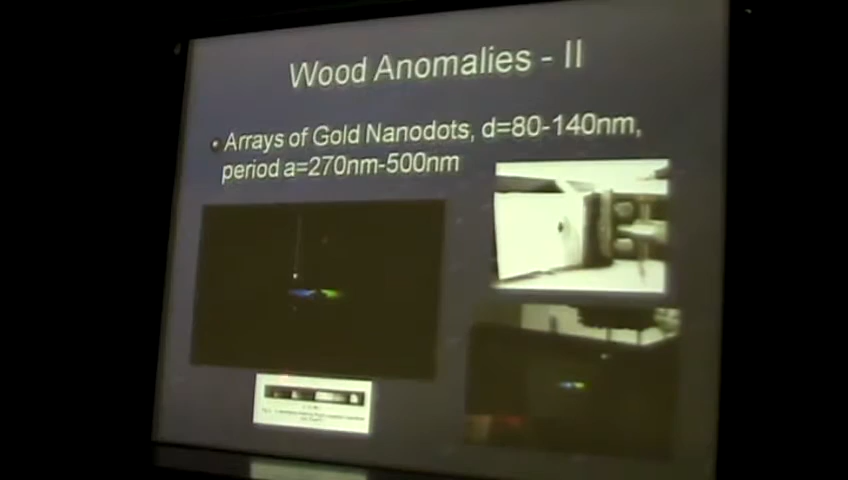 Wood Anomalies - II
• Arrays of Gold Nanodots, d=80-140nm,
period a=270nm-500nm